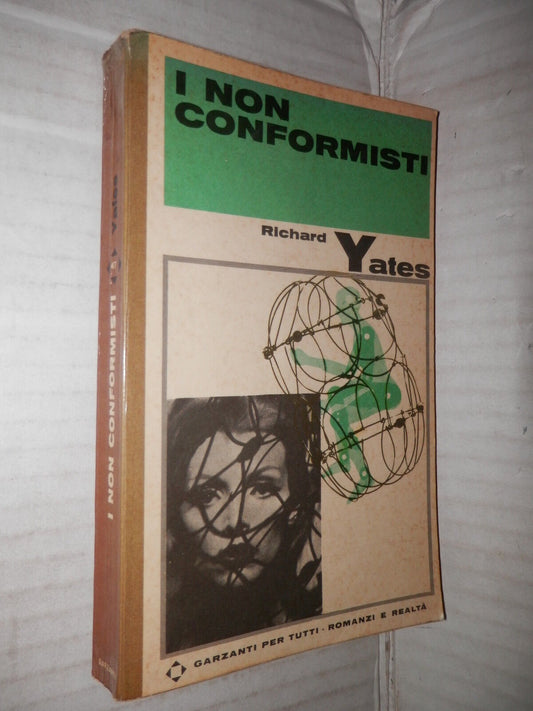 I NON
CONFORMISTI
Richard Yates
GARZANTI PER TUTTI - ROMANZI E REALTÀ
I NON CONFORMISTI Yates